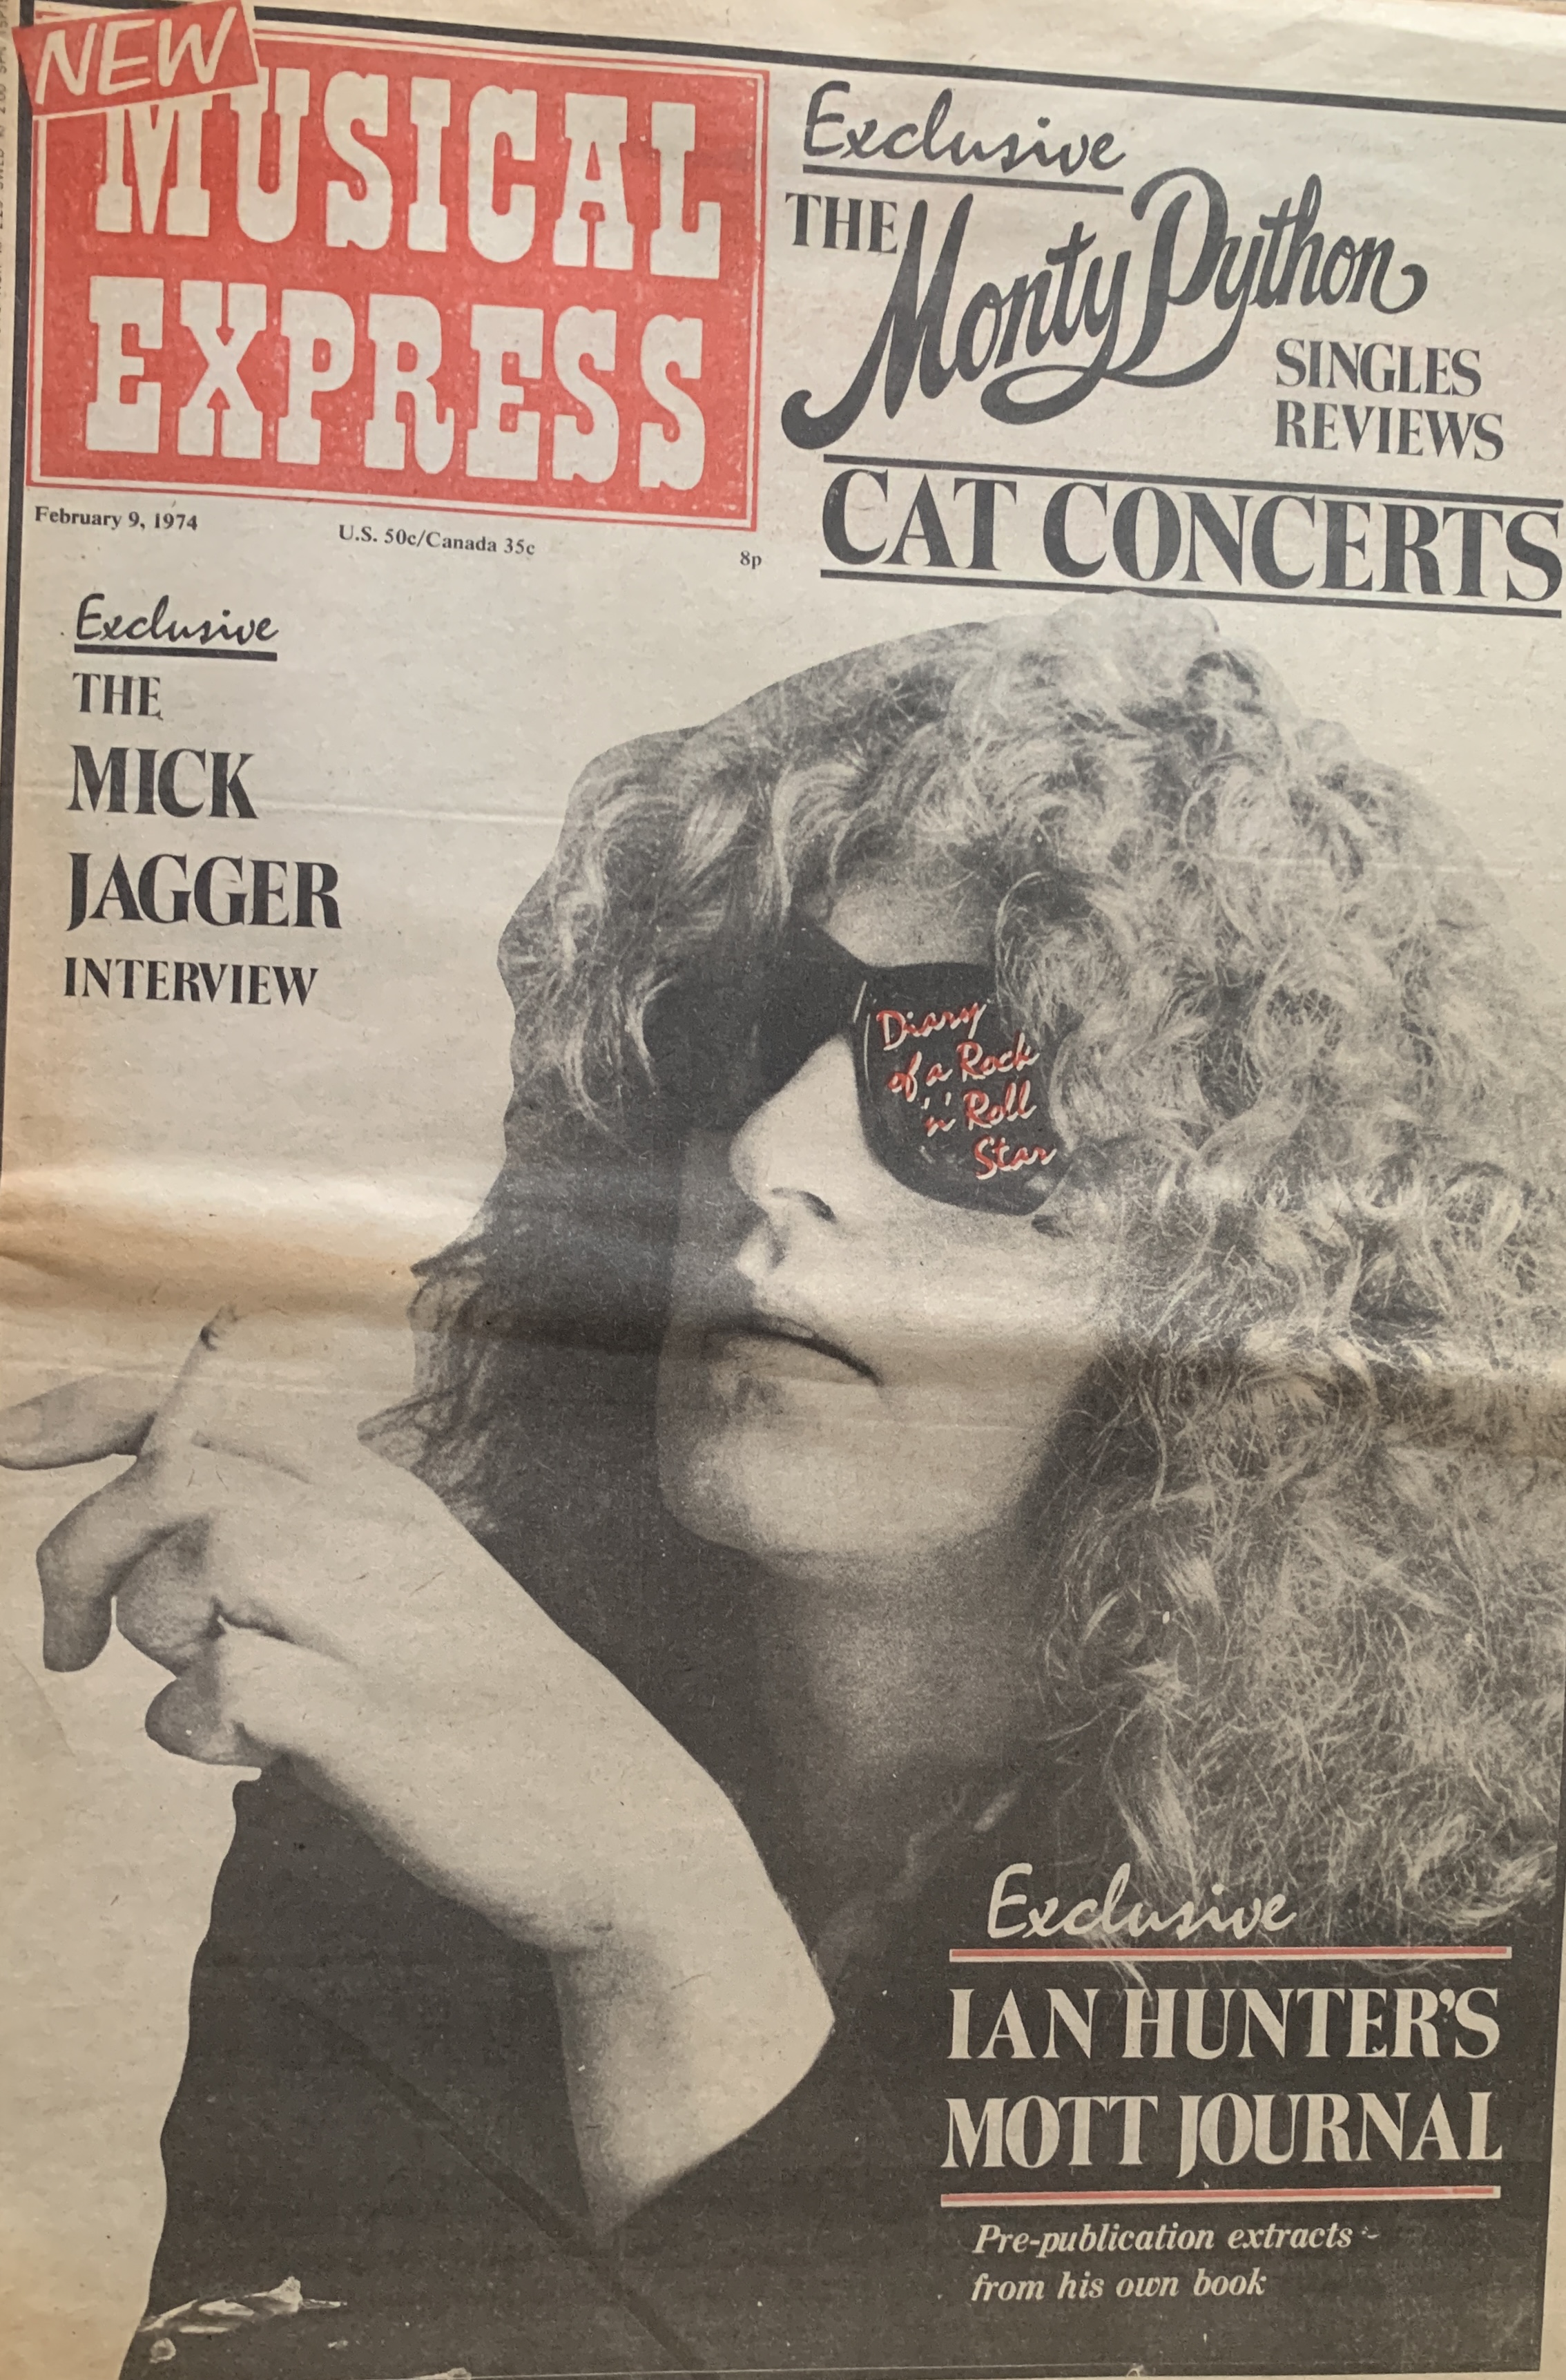 NEW
MUSICAL
EXPRESS
February 9, 1974
U.S. 50c/Canada 35c
8p
Exclusive
THE Monty Python
SINGLES
REVIEWS
CAT CONCERTS
Exclusive
THE
MICK
JAGGER
INTERVIEW
Diary
of a Rock
'n' Roll
Star
Exclusive
IAN HUNTER'S
MOTT JOURNAL
Pre-publication extracts
from his own book